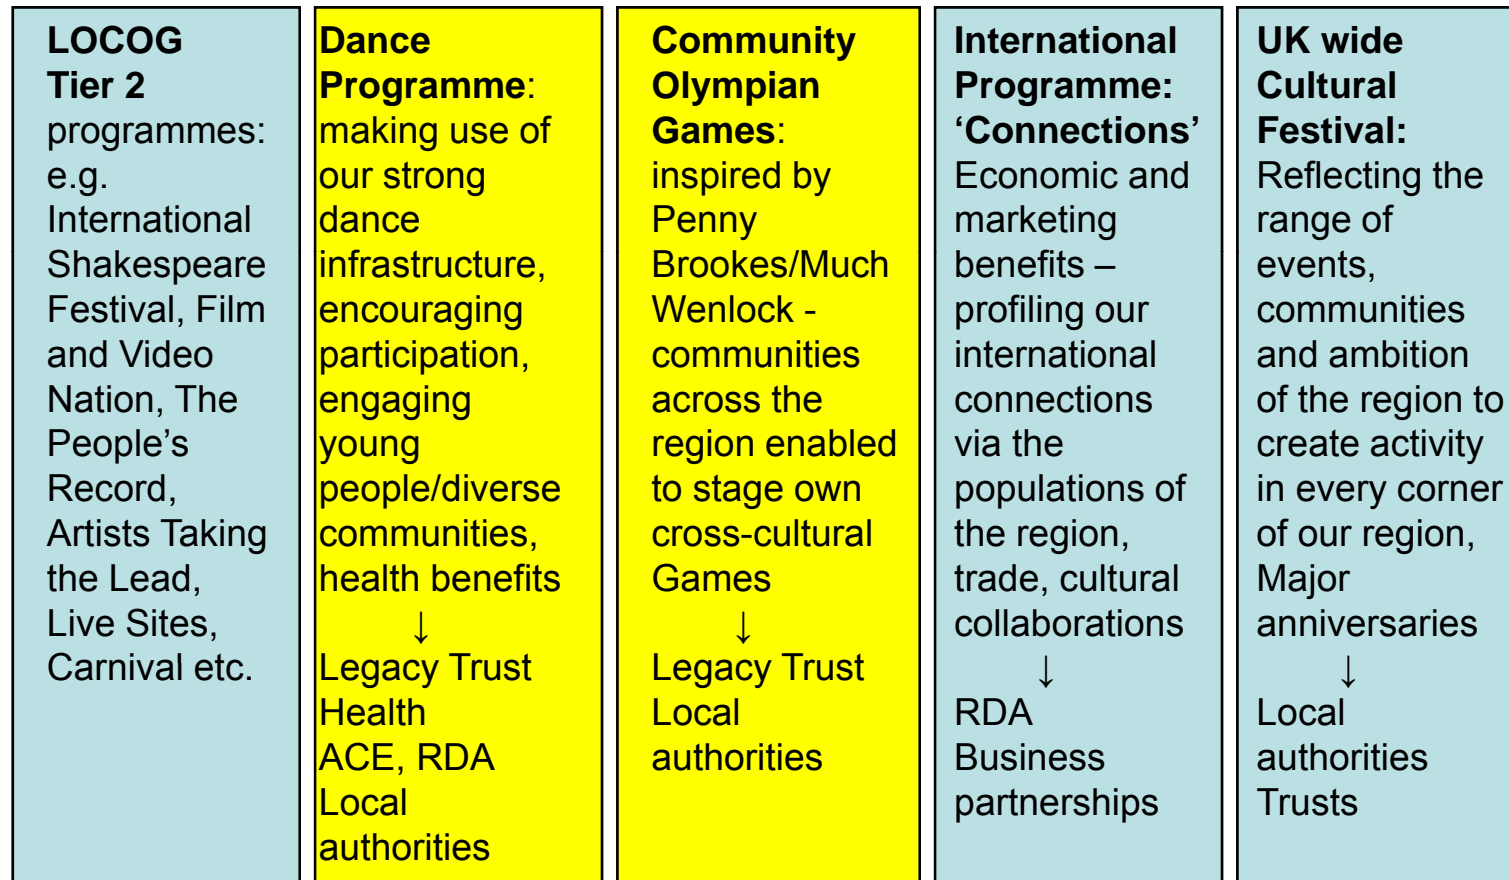 LOCOG
Tier 2
programmes:
e.g.
International
Shakespeare
Festival, Film
and Video
Nation, The
People’s
Record,
Artists Taking
the Lead,
Live Sites,
Carnival etc.
Dance
Programme:
making use of
our strong
dance
infrastructure,
encouraging
participation,
engaging
young
people/diverse
communities,
health benefits
↓
Legacy Trust
Health
ACE, RDA
Local
authorities
Community
Olympian
Games:
inspired by
Penny
Brookes/Much
Wenlock -
communities
across the
region enabled
to stage own
cross-cultural
Games
↓
Legacy Trust
Local
authorities
International
Programme:
‘Connections’
Economic and
marketing
benefits –
profiling our
international
connections
via the
populations of
the region,
trade, cultural
collaborations
↓
RDA
Business
partnerships
UK wide
Cultural
Festival:
Reflecting the
range of
events,
communities
and ambition
of the region to
create activity
in every corner
of our region,
Major
anniversaries
↓
Local
authorities
Trusts